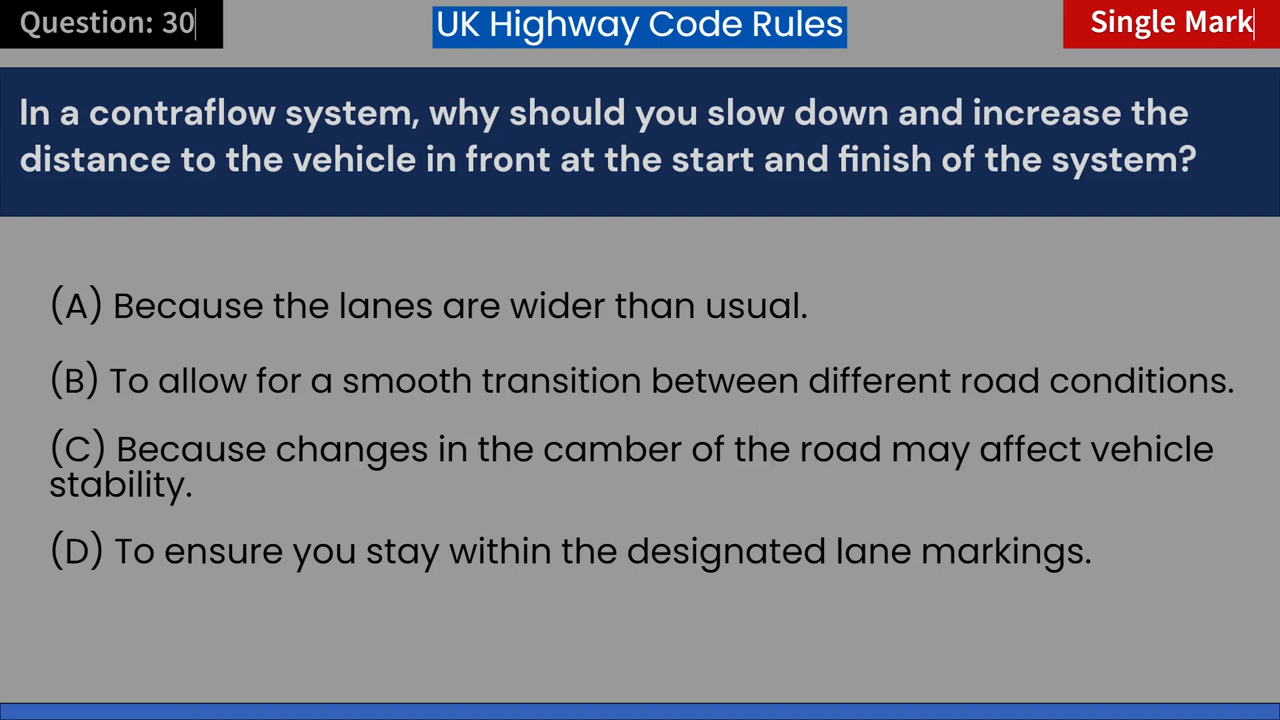 Question: 30
UK Highway Code Rules
Single Mark
In a contraflow system, why should you slow down and increase the
distance to the vehicle in front at the start and finish of the system?
(A) Because the lanes are wider than usual.
(B) To allow for a smooth transition between different road conditions.
(C) Because changes in the camber of the road may affect vehicle
stability.
(D) To ensure you stay within the designated lane markings.